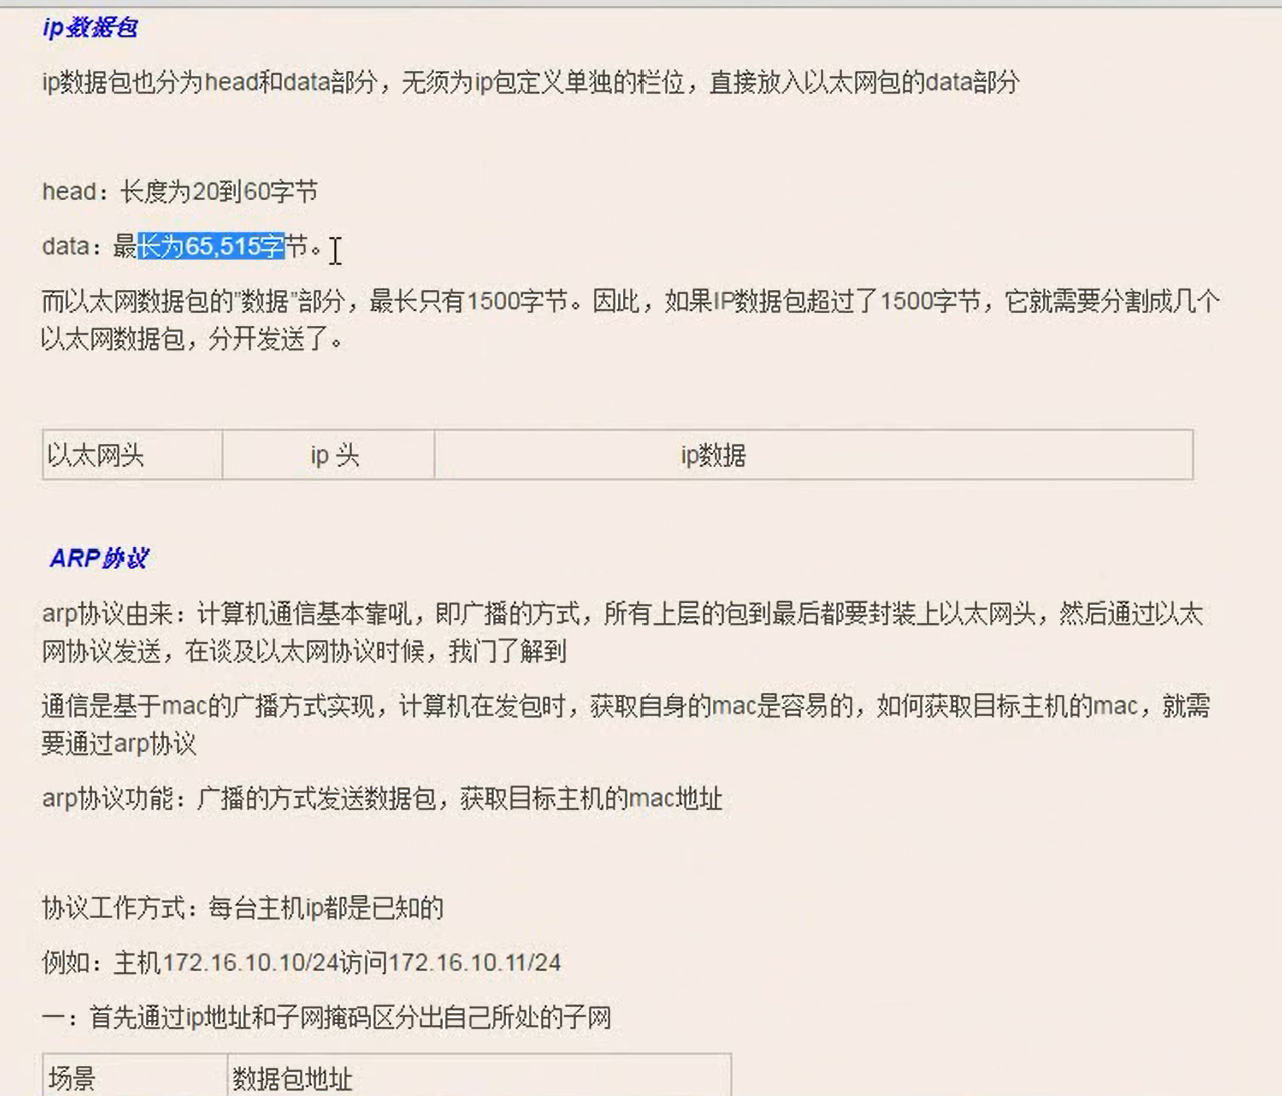 ip数据包
ip数据包也分为head和data部分，无须为ip包定义单独的栏位，直接放入以太网包的data部分
head：长度为20到60字节
data：最长为65,515字节。
而以太网数据包的"数据"部分，最长只有1500字节。因此，如果IP数据包超过了1500字节，它就需要分割成几个
以太网数据包，分开发送了。
以太网头 ip 头 ip数据
ARP协议
arp协议由来：计算机通信基本靠吼，即广播的方式，所有上层的包到最后都要封装上以太网头，然后通过以太
网协议发送，在谈及以太网协议时候，我门了解到
通信是基于mac的广播方式实现，计算机在发包时，获取自身的mac是容易的，如何获取目标主机的mac，就需
要通过arp协议
arp协议功能：广播的方式发送数据包，获取目标主机的mac地址
协议工作方式：每台主机ip都是已知的
例如：主机172.16.10.10/24访问172.16.10.11/24
一：首先通过ip地址和子网掩码区分出自己所处的子网
场景 数据包地址